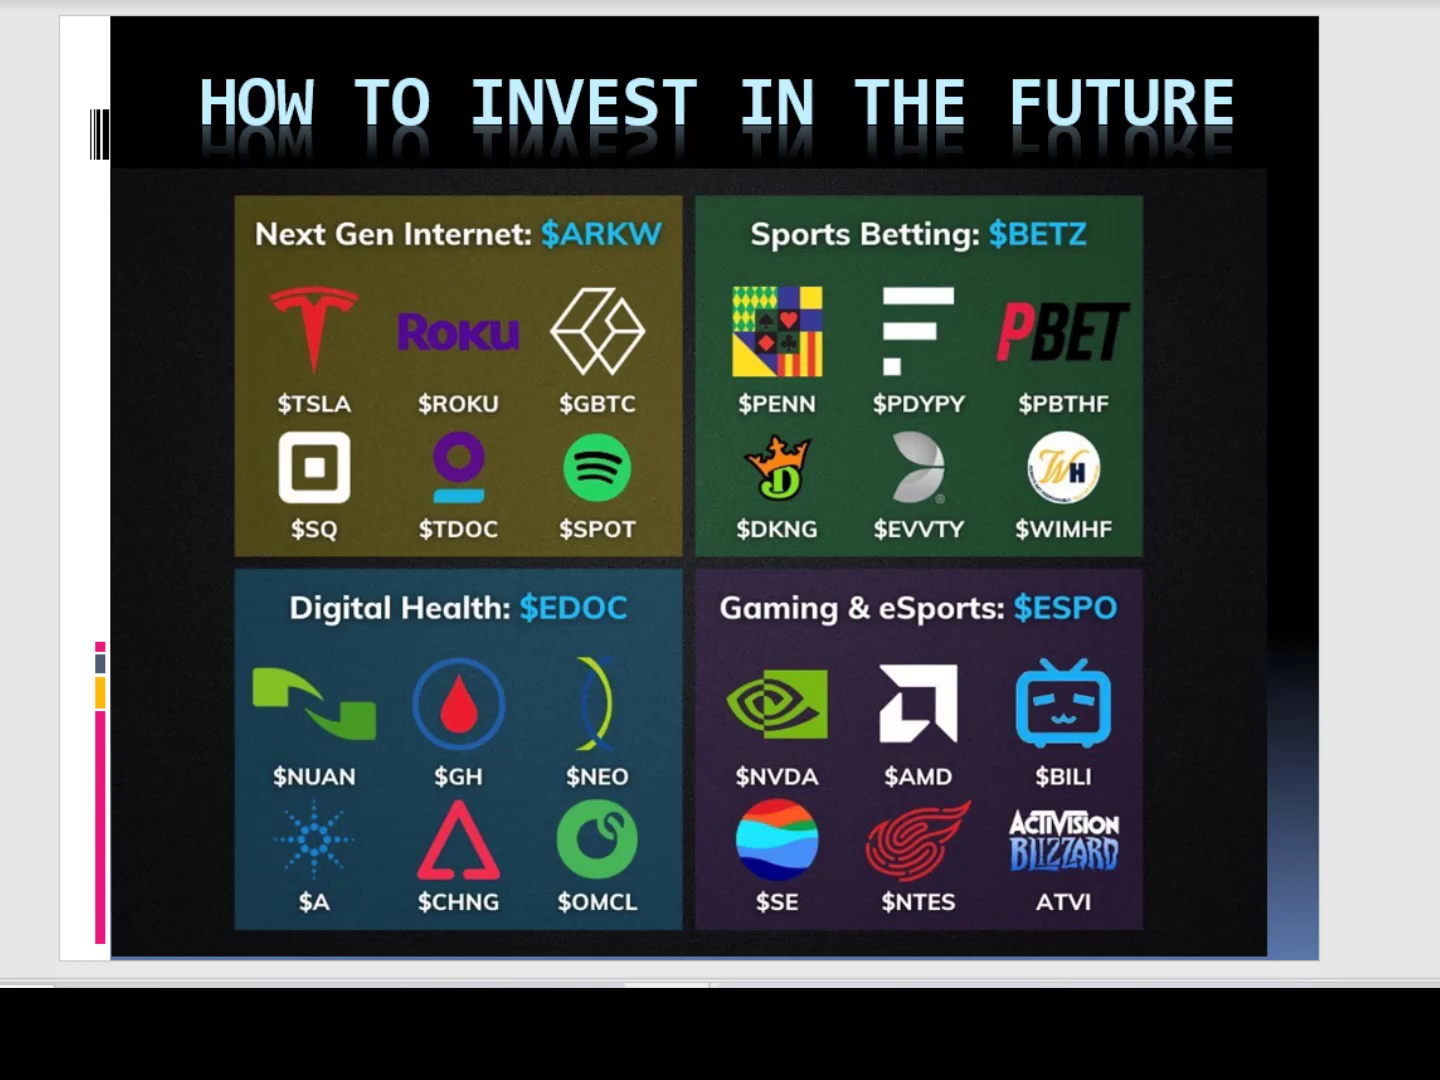 HOW TO INVEST IN THE FUTURE
Next Gen Internet: $ARKW
ROKU
$TSLA $ROKU $GBTC
$SQ $TDOC $SPOT
Sports Betting: $BETZ
PBET
$PENN $PDYPY $PBTHF
D
WH
$DKNG $EVVTY $WIMHF
Digital Health: $EDOC
$NUAN $GH $NEO
$A $CHNG $OMCL
Gaming & eSports: $ESPO
$NVDA $AMD $BILI
ACTIVISION
BLIZZARD
$SE $NTES ATVI